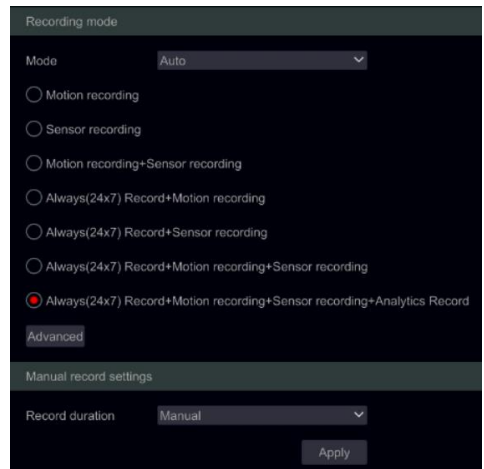 Recording mode
Mode Auto
Motion recording
Sensor recording
Motion recording+Sensor recording
Always(24x7) Record+Motion recording
Always(24x7) Record+Sensor recording
Always(24x7) Record+Motion recording+Sensor recording
Always(24x7) Record+Motion recording+Sensor recording+Analytics Record
Advanced
Manual record settings
Record duration Manual
Apply